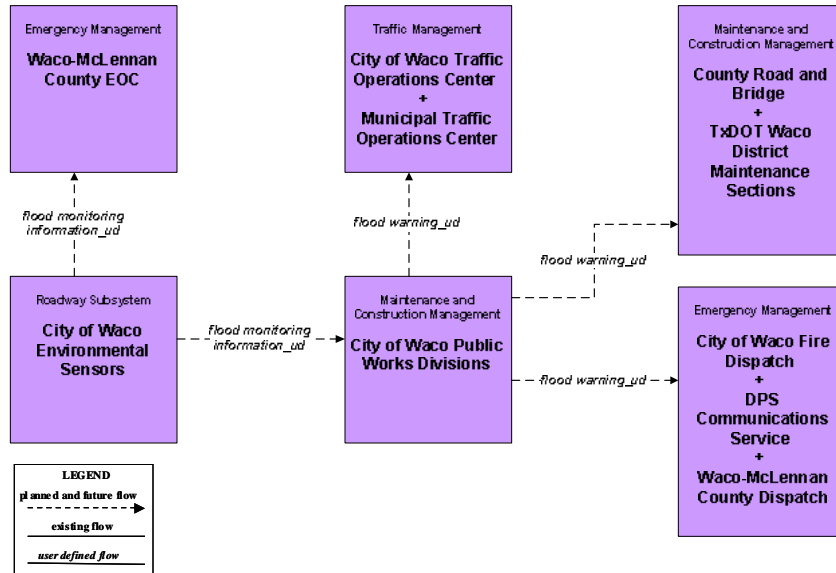 Emergency Management
Waco-McLennan
County EOC
Traffic Management
City of Waco Traffic
Operations Center
+
Municipal Traffic
Operations Center
Maintenance and
Construction Management
County Road and
Bridge
+
TxDOT Waco
District
Maintenance
Sections
flood monitoring
information_ud
flood warning_ud
flood warning_ud
Roadway Subsystem
City of Waco
Environmental
Sensors
flood monitoring
information_ud
Maintenance and
Construction Management
City of Waco Public
Works Divisions
flood warning_ud
Emergency Management
City of Waco Fire
Dispatch
+
DPS
Communications
Service
+
Waco-McLennan
County Dispatch
LEGEND
planned and future flow
existing flow
user defined flow